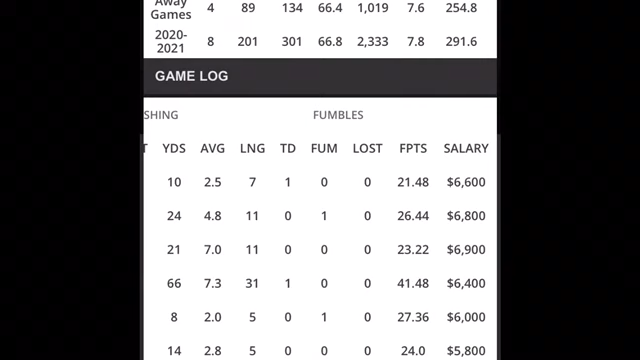 Away
Games 4 89 134 66.4 1,019 7.6 254.8
2020-
2021 8 201 301 66.8 2,333 7.8 291.6
GAME LOG
SHING FUMBLES
T YDS AVG LNG TD FUM LOST FPTS SALARY
10 2.5 7 1 0 0 21.48 $6,600
24 4.8 11 0 1 0 26.44 $6,800
21 7.0 11 0 0 0 23.22 $6,900
66 7.3 31 1 0 0 41.48 $6,400
8 2.0 5 0 1 0 27.36 $6,000
14 2.8 5 0 0 0 24.0 $5,800